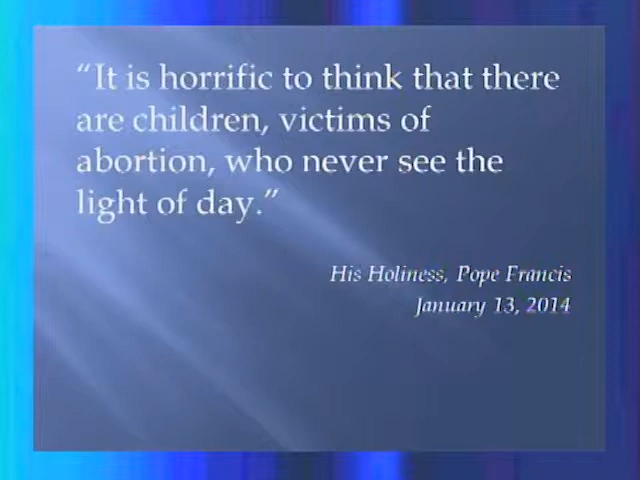 “It is horrific to think that there
are children, victims of
abortion, who never see the
light of day.”
His Holiness, Pope Francis
January 13, 2014